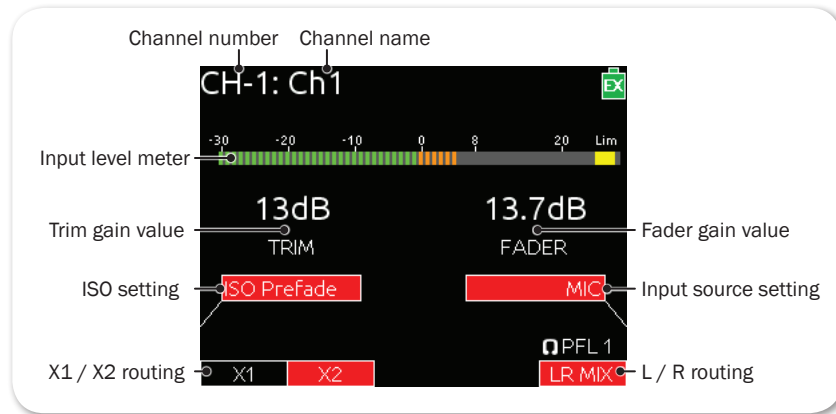 Channel number Channel name
CH-1: Ch1 EX
-30 -20 -10 0 8 20 Lim
Input level meter
13dB 13.7dB
Trim gain value Fader gain value
TRIM FADER
ISO setting ISO Prefade MIC Input source setting
PFL 1
X1 / X2 routing X1 X2 LR MIX L / R routing